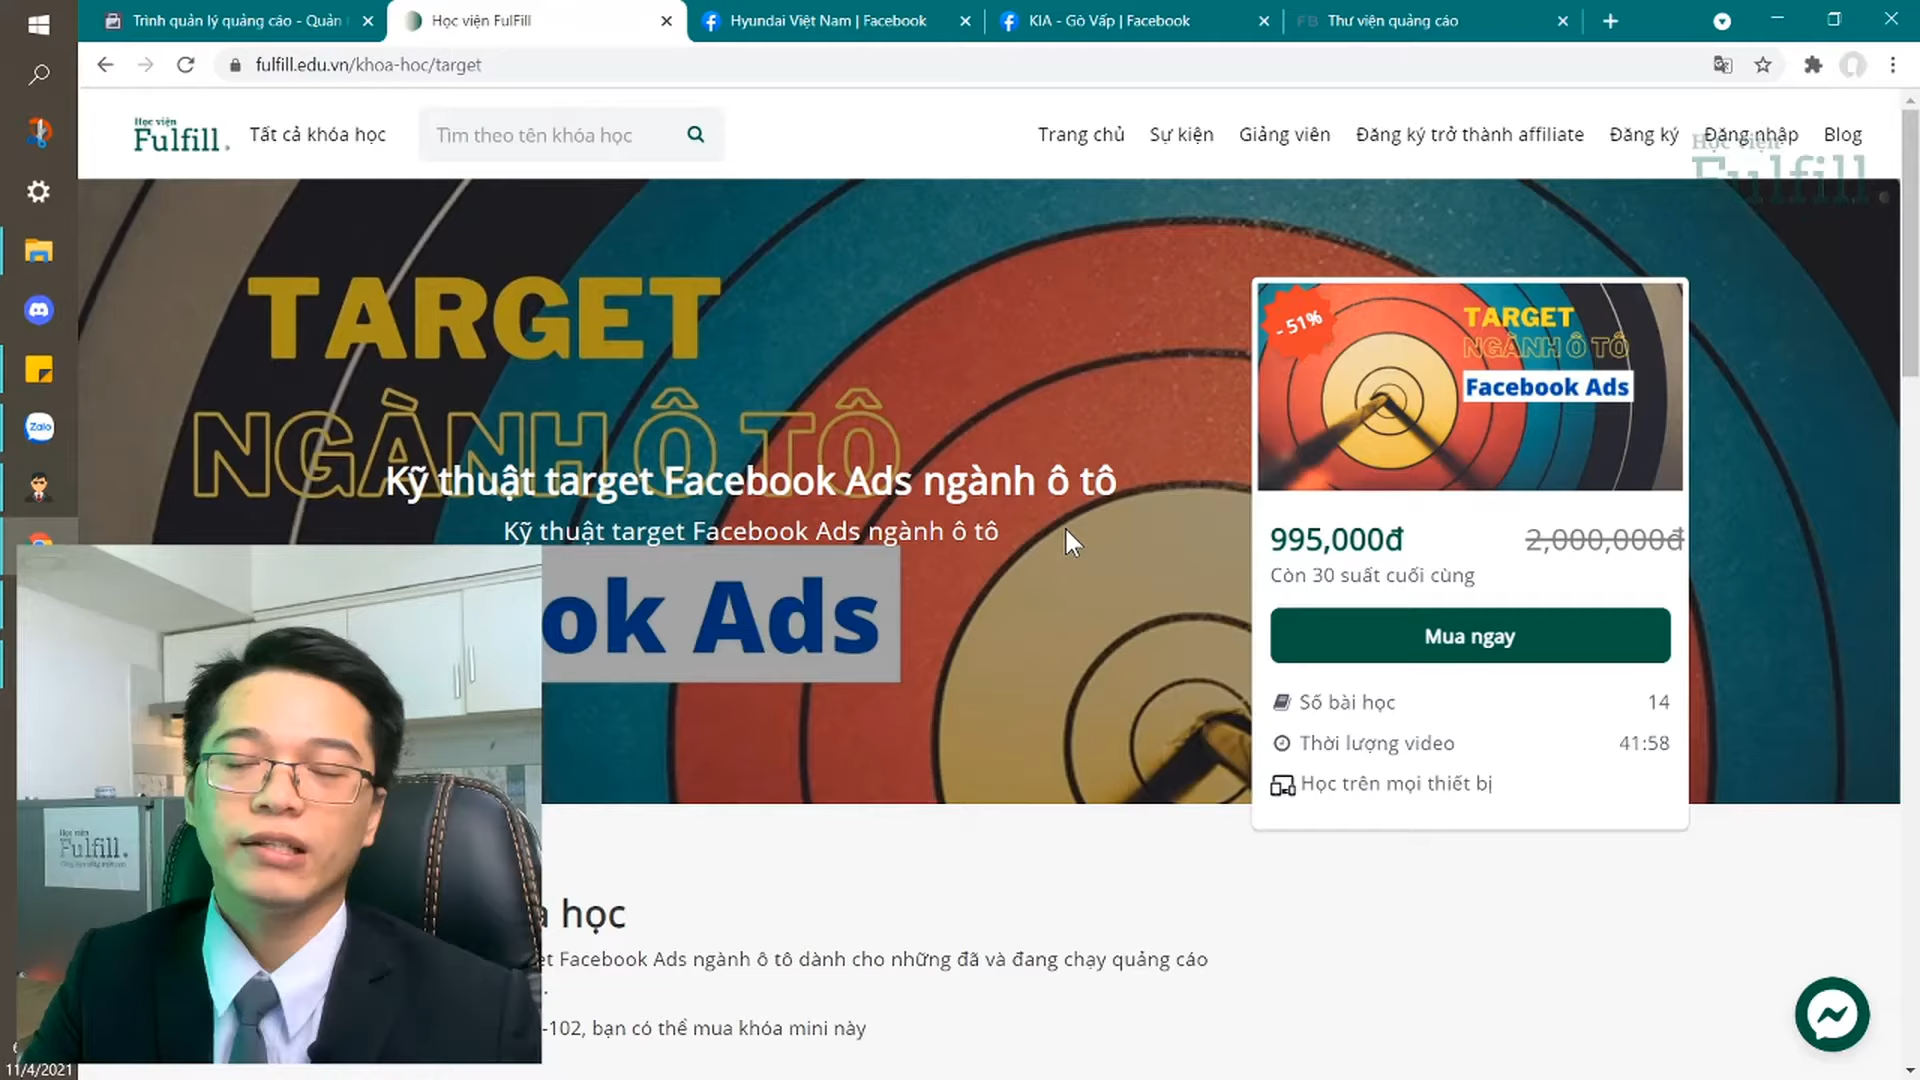 Trình quản lý quảng cáo - Quản
Học viện FulFill
Hyundai Việt Nam | Facebook
KIA - Gò Vấp | Facebook
Thư viện quảng cáo
fulfill.edu.vn/khoa-hoc/target
Học viện
Fulfill.
Tất cả khóa học
Tìm theo tên khóa học
Trang chủ
Sự kiện
Giảng viên
Đăng ký trở thành affiliate
Đăng ký
Đăng nhập
Blog
Học viện
Fulfill
TARGET
NGÀNH Ô TÔ
Kỹ thuật target Facebook Ads ngành ô tô
Kỹ thuật target Facebook Ads ngành ô tô
ok Ads
- 51%
TARGET
NGÀNH Ô TÔ
Facebook Ads
995,000đ
2,000,000đ
Còn 30 suất cuối cùng
Mua ngay
Số bài học
14
Thời lượng video
41:58
Học trên mọi thiết bị
Zalo
Học viện
Fulfill.
học
Facebook Ads ngành ô tô dành cho những đã và đang chạy quảng cáo
-102, bạn có thể mua khóa mini này
11/4/2021